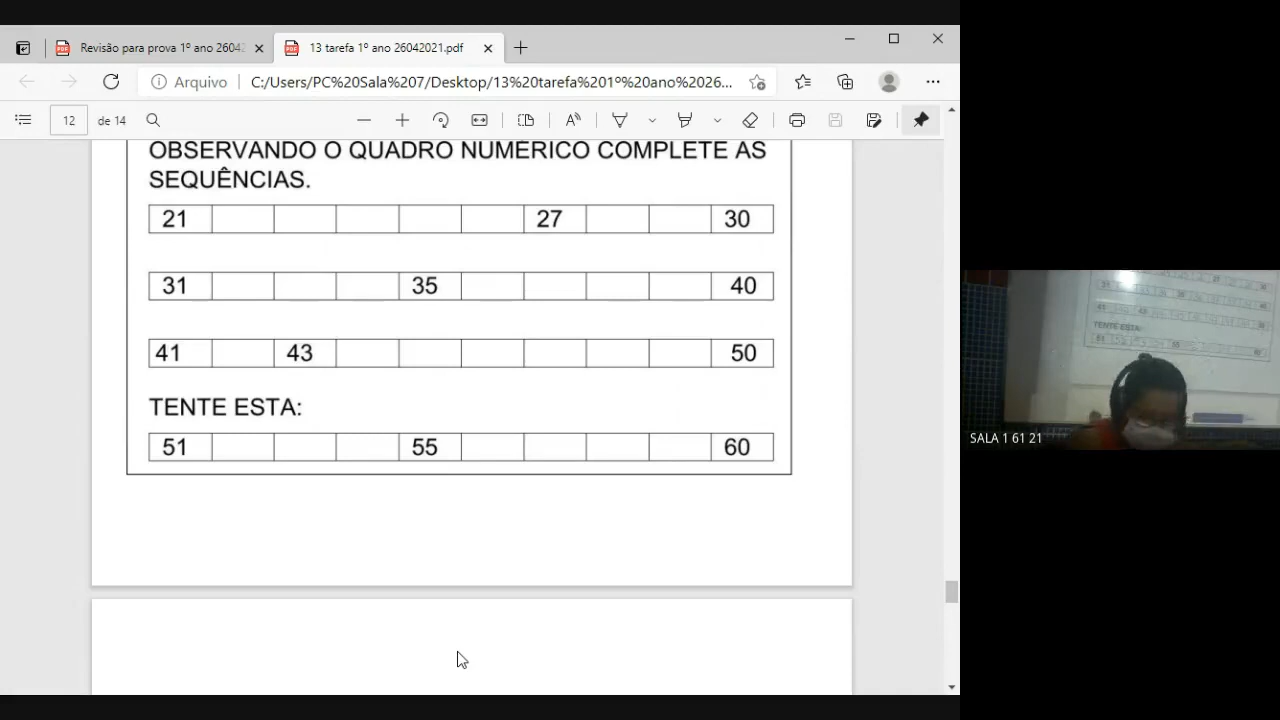 Revisão para prova 1º ano 2604
13 tarefa 1º ano 26042021.pdf
Arquivo
C:/Users/PC%20Sala%207/Desktop/13%20tarefa%201º%20ano%2026...
12 de 14
OBSERVANDO O QUADRO NUMERICO COMPLETE AS
SEQUÊNCIAS.
21 27 30
31 35 40
41 43 50
TENTE ESTA:
51 55 60
TENTE ESTA:
SALA 1 61 21